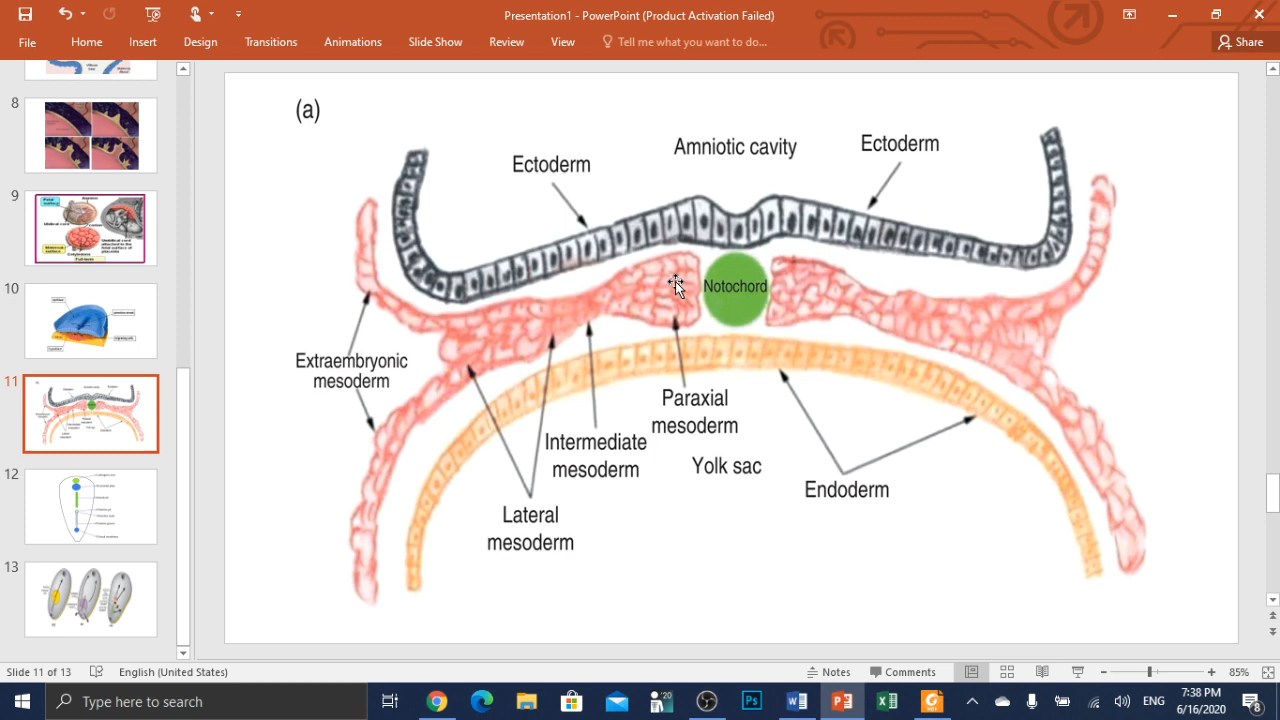 Presentation1 - PowerPoint (Product Activation Failed)
File Home Insert Design Transitions Animations Slide Show Review View Tell me what you want to do... Share
8
9
10
11
12
13
(a)
Amniotic cavity
Ectoderm
Ectoderm
Notochord
Extraembryonic
mesoderm
Paraxial
mesoderm
Intermediate
mesoderm
Yolk sac
Endoderm
Lateral
mesoderm
Slide 11 of 13 English (United States) Notes Comments 85%
Type here to search
ENG
7:38 PM
6/16/2020
8